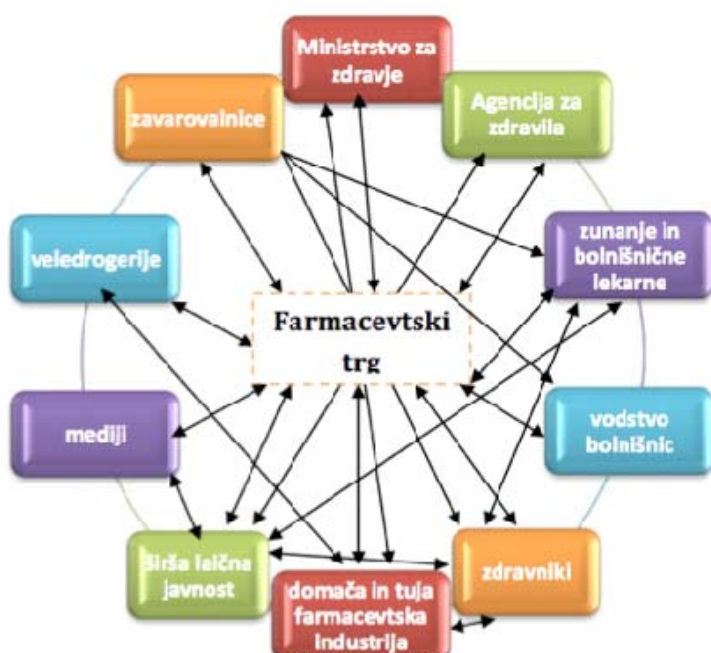 Ministrstvo za
zdravje
Agencija za
zdravila
zunanje in
bolnišnične
lekarne
vodstvo
bolnišnic
zdravniki
domača in tuja
farmacevtska
industrija
širša laična
javnost
mediji
veledrogerije
zavarovalnice
Farmacevtski
trg